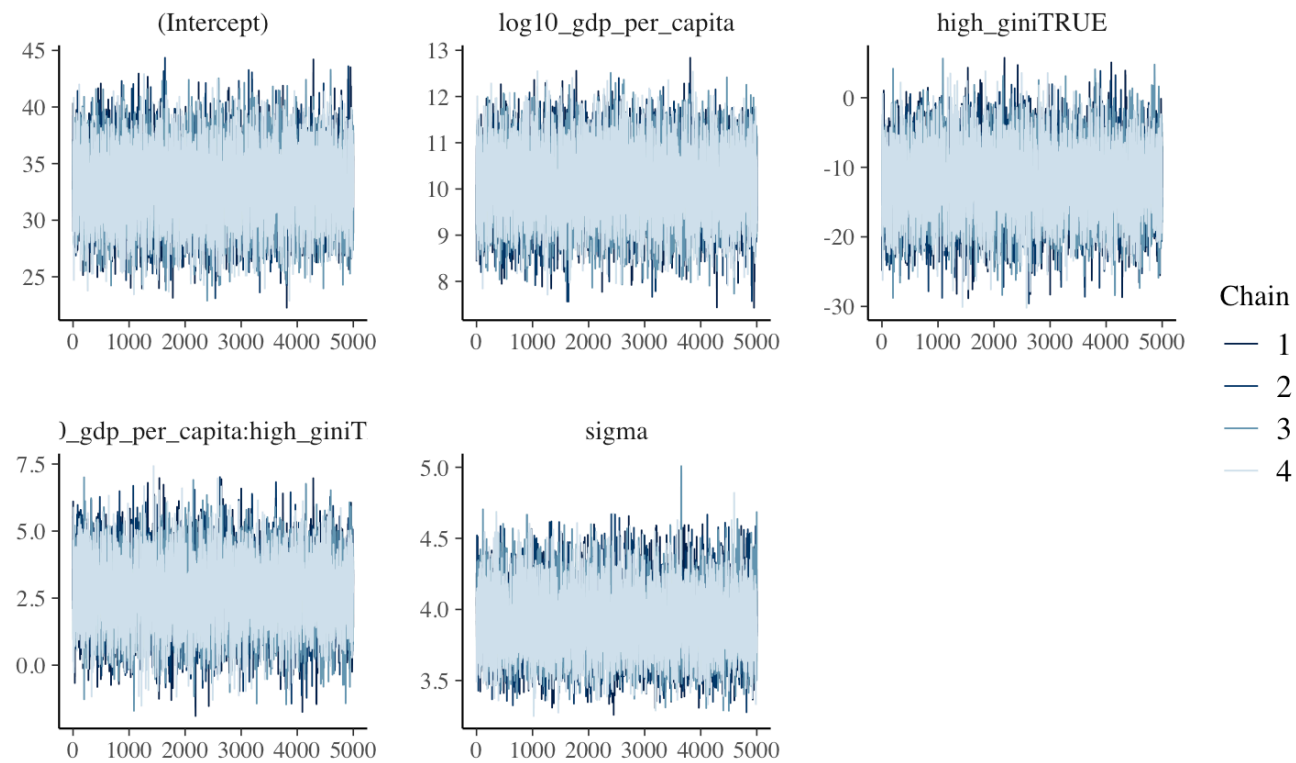 (Intercept)
45
40
35
30
25
0 1000 2000 3000 4000 5000
log10_gdp_per_capita
13
12
11
10
9
8
0 1000 2000 3000 4000 5000
high_giniTRUE
0
-10
-20
-30
0 1000 2000 3000 4000 5000
)_gdp_per_capita:high_giniT
7.5
5.0
2.5
0.0
0 1000 2000 3000 4000 5000
sigma
5.0
4.5
4.0
3.5
0 1000 2000 3000 4000 5000
Chain
1
2
3
4